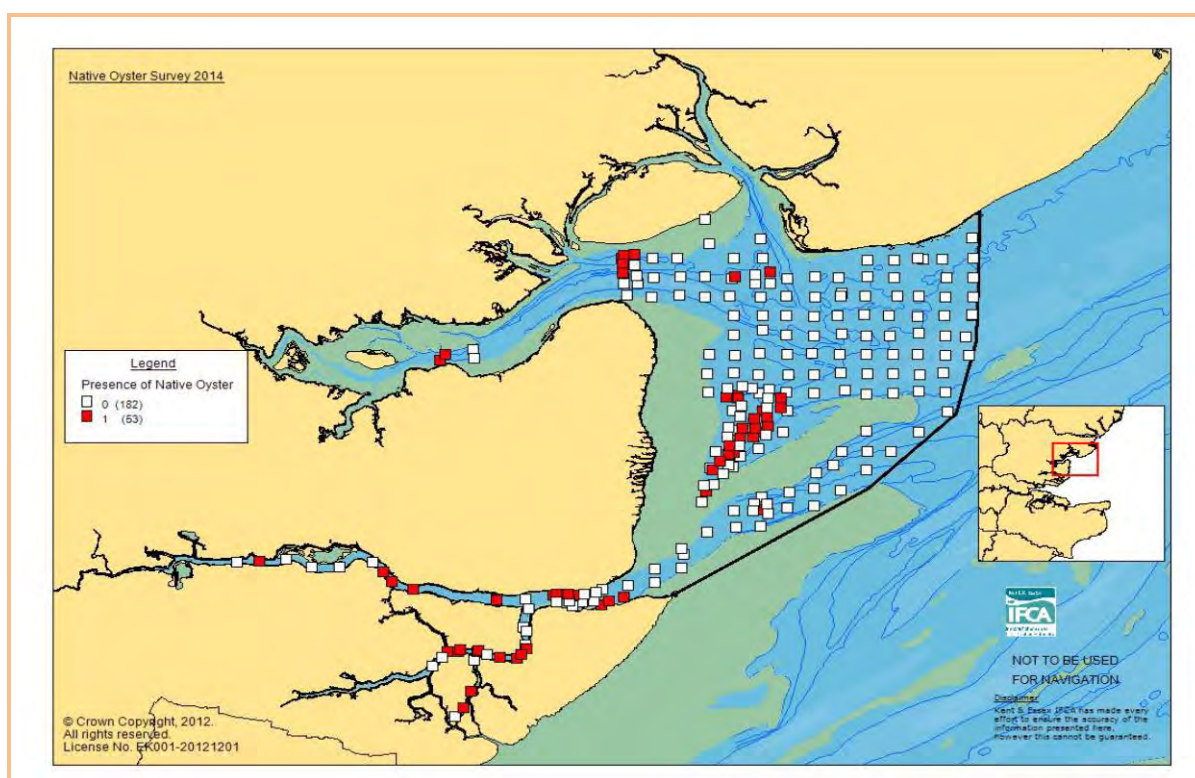 Native Oyster Survey 2014
Legend
Presence of Native Oyster
0 (182)
1 (53)
IFCA
NOT TO BE USED
FOR NAVIGATION
Disclaimer
Kent & Essex IFCA has made every
effort to ensure the accuracy of the
information presented here,
however this cannot be guaranteed.
© Crown Copyright, 2012.
All rights reserved.
License No. EK001-20121201